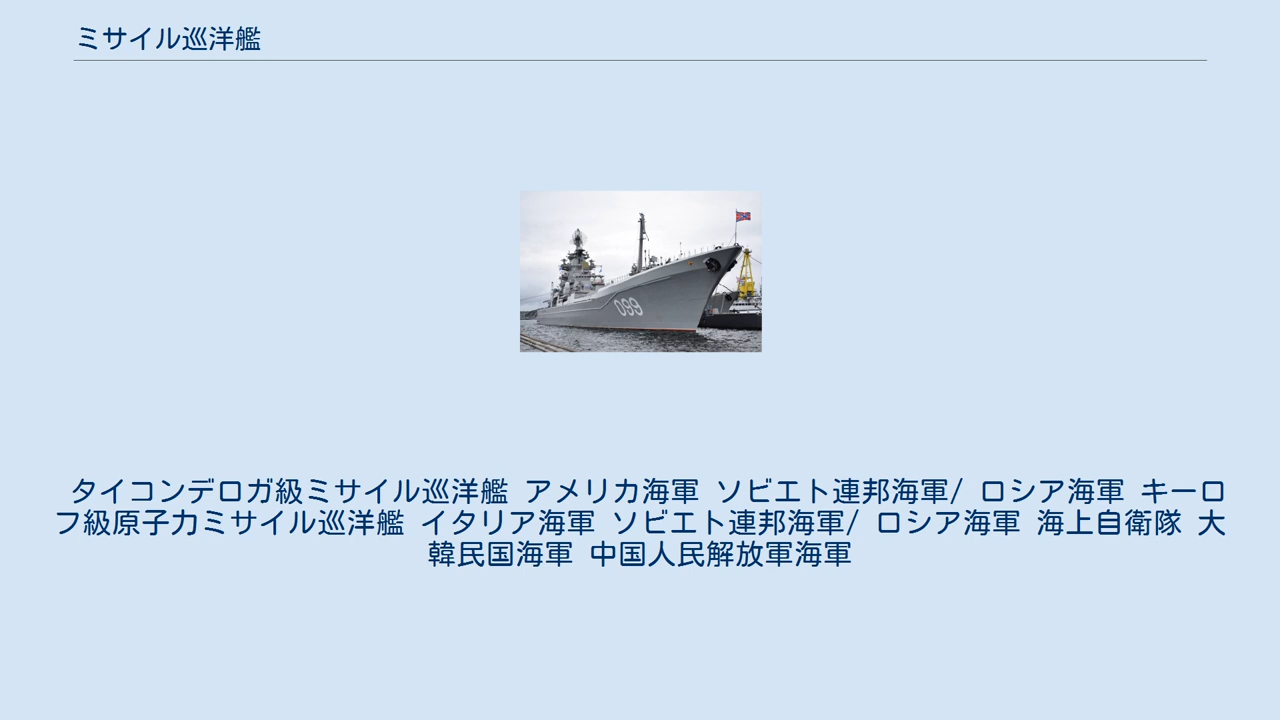 ミサイル巡洋艦
099
タイコンデロガ級ミサイル巡洋艦 アメリカ海軍 ソビエト連邦海軍/ ロシア海軍 キーロ
フ級原子力ミサイル巡洋艦 イタリア海軍 ソビエト連邦海軍/ ロシア海軍 海上自衛隊 大
韓民国海軍 中国人民解放軍海軍